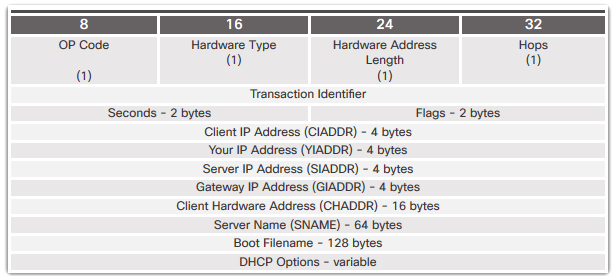 8 16 24 32
OP Code Hardware Type Hardware Address Hops
(1) Length (1)
(1) (1)
Transaction Identifier
Seconds - 2 bytes Flags - 2 bytes
Client IP Address (CIADDR) - 4 bytes
Your IP Address (YIADDR) - 4 bytes
Server IP Address (SIADDR) - 4 bytes
Gateway IP Address (GIADDR) - 4 bytes
Client Hardware Address (CHADDR) - 16 bytes
Server Name (SNAME) - 64 bytes
Boot Filename - 128 bytes
DHCP Options - variable